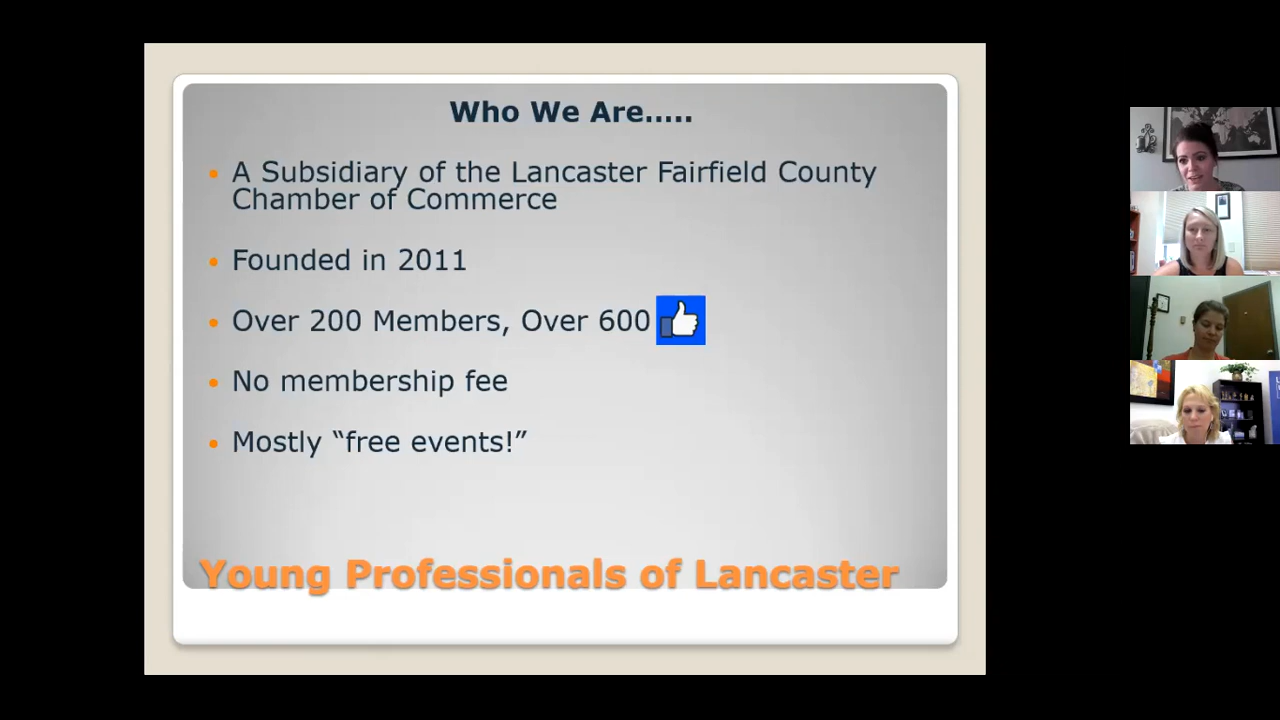 Who We Are.....
A Subsidiary of the Lancaster Fairfield County
Chamber of Commerce
Founded in 2011
Over 200 Members, Over 600
No membership fee
Mostly “free events!”
Young Professionals of Lancaster